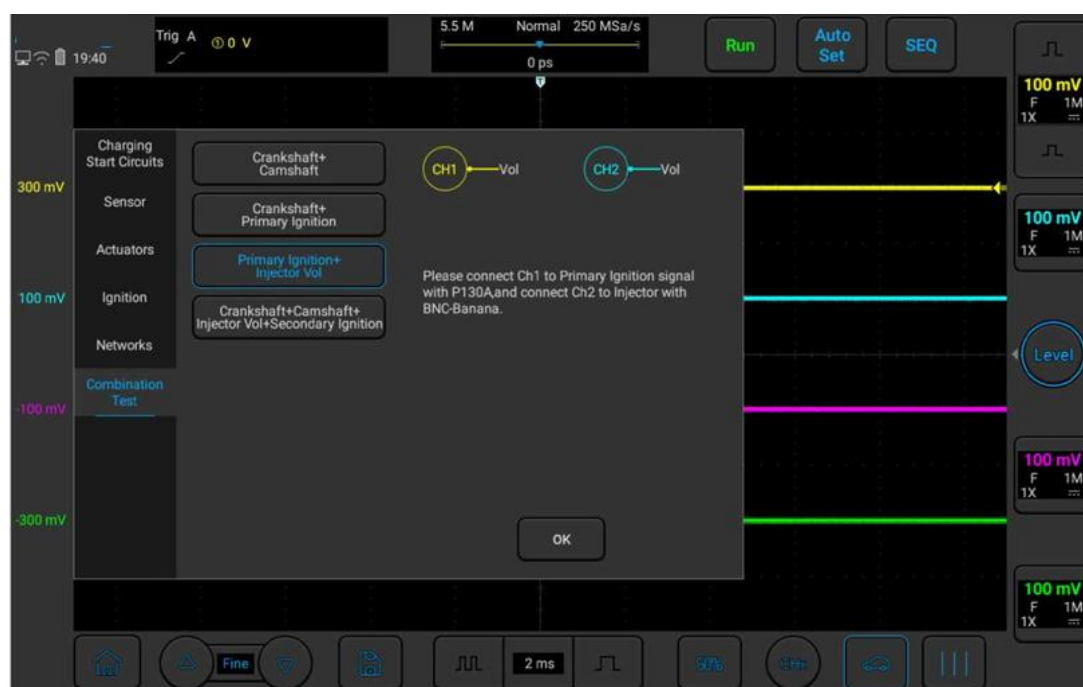 5.5 M Normal 250 MSa/s
Trig A ① 0 V
19:40
0 ps
Run
Auto
Set
SEQ
T
100 mV
F 1M
1X
Charging
Start Circuits
Sensor
Actuators
Ignition
Networks
Combination
Test
Crankshaft+
Camshaft
Crankshaft+
Primary Ignition
Primary Ignition+
Injector Vol
Crankshaft+Camshaft+
Injector Vol+Secondary Ignition
CH1 Vol
CH2 Vol
Please connect Ch1 to Primary Ignition signal
with P130A,and connect Ch2 to Injector with
BNC-Banana.
OK
300 mV
100 mV
-100 mV
-300 mV
100 mV
F 1M
1X
Level
100 mV
F 1M
1X
100 mV
F 1M
1X
Fine
2 ms
50%